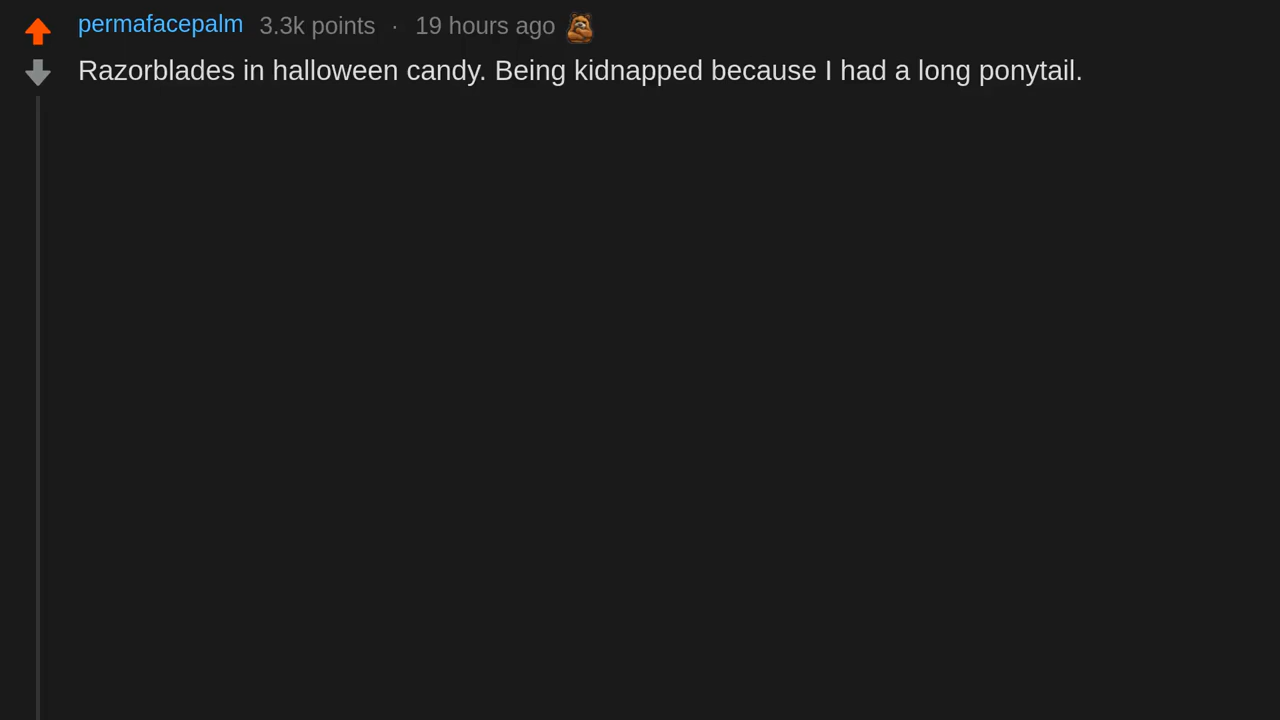 permafacepalm 3.3k points · 19 hours ago
Razorblades in halloween candy. Being kidnapped because I had a long ponytail.